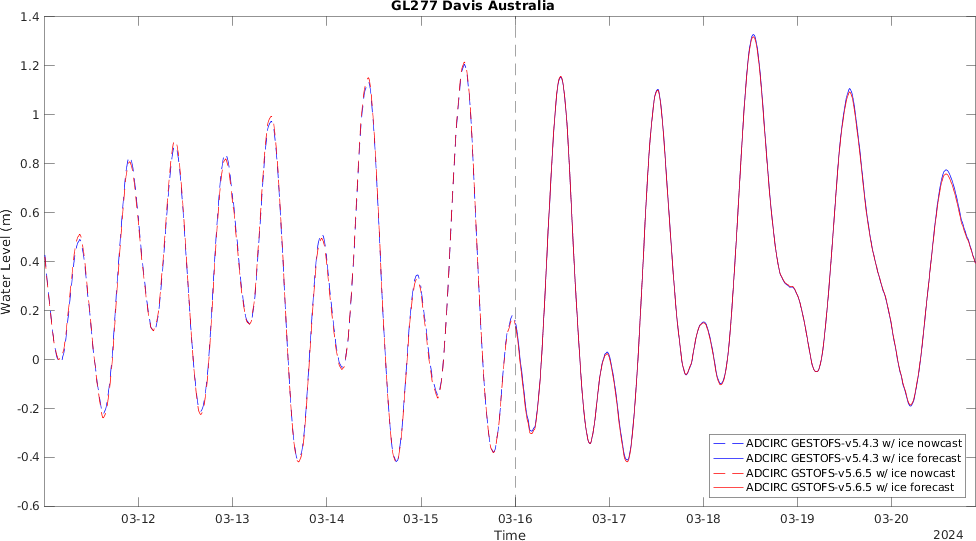 GL277 Davis Australia
1.4
1.2
1
0.8
0.6
0.4
0.2
0
-0.2
-0.4
-0.6
Water Level (m)
ADCIRC GESTOFS-v5.4.3 w/ ice nowcast
ADCIRC GESTOFS-v5.4.3 w/ ice forecast
ADCIRC GSTOFS-v5.6.5 w/ ice nowcast
ADCIRC GSTOFS-v5.6.5 w/ ice forecast
03-12 03-13 03-14 03-15 03-16 03-17 03-18 03-19 03-20
Time
2024